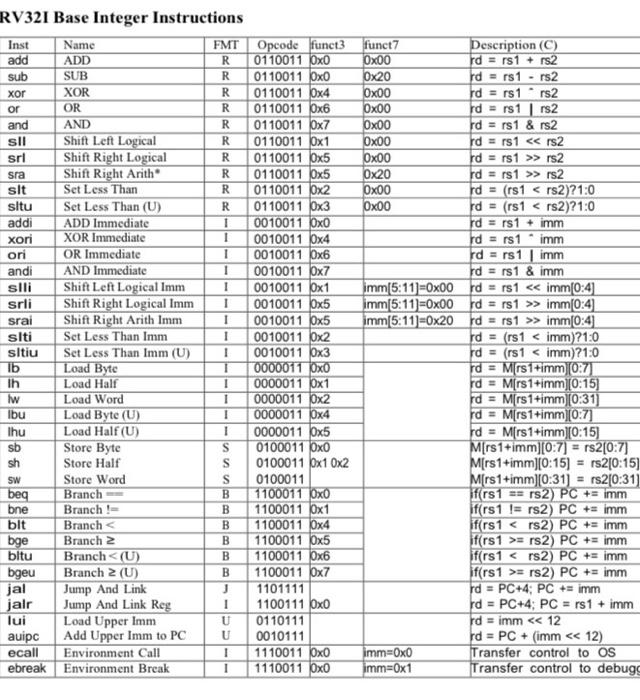 RV32I Base Integer Instructions
Inst Name FMT Opcode funct3 funct7 Description (C)
add ADD R 0110011 0x0 0x00 rd = rs1 + rs2
sub SUB R 0110011 0x0 0x20 rd = rs1 - rs2
xor XOR R 0110011 0x4 0x00 rd = rs1 ˆ rs2
or OR R 0110011 0x6 0x00 rd = rs1 | rs2
and AND R 0110011 0x7 0x00 rd = rs1 & rs2
sll Shift Left Logical R 0110011 0x1 0x00 rd = rs1 << rs2
srl Shift Right Logical R 0110011 0x5 0x00 rd = rs1 >> rs2
sra Shift Right Arith* R 0110011 0x5 0x20 rd = rs1 >> rs2
slt Set Less Than R 0110011 0x2 0x00 rd = (rs1 < rs2)?1:0
sltu Set Less Than (U) R 0110011 0x3 0x00 rd = (rs1 < rs2)?1:0
addi ADD Immediate I 0010011 0x0 rd = rs1 + imm
xori XOR Immediate I 0010011 0x4 rd = rs1 ˆ imm
ori OR Immediate I 0010011 0x6 rd = rs1 | imm
andi AND Immediate I 0010011 0x7 rd = rs1 & imm
slli Shift Left Logical Imm I 0010011 0x1 imm[5:11]=0x00 rd = rs1 << imm[0:4]
srli Shift Right Logical Imm I 0010011 0x5 imm[5:11]=0x00 rd = rs1 >> imm[0:4]
srai Shift Right Arith Imm I 0010011 0x5 imm[5:11]=0x20 rd = rs1 >> imm[0:4]
slti Set Less Than Imm I 0010011 0x2 rd = (rs1 < imm)?1:0
sltiu Set Less Than Imm (U) I 0010011 0x3 rd = (rs1 < imm)?1:0
lb Load Byte I 0000011 0x0 rd = M[rs1+imm][0:7]
lh Load Half I 0000011 0x1 rd = M[rs1+imm][0:15]
lw Load Word I 0000011 0x2 rd = M[rs1+imm][0:31]
lbu Load Byte (U) I 0000011 0x4 rd = M[rs1+imm][0:7]
lhu Load Half (U) I 0000011 0x5 rd = M[rs1+imm][0:15]
sb Store Byte S 0100011 0x0 M[rs1+imm][0:7] = rs2[0:7]
sh Store Half S 0100011 0x1 0x2 M[rs1+imm][0:15] = rs2[0:15]
sw Store Word S 0100011 M[rs1+imm][0:31] = rs2[0:31]
beq Branch == B 1100011 0x0 if(rs1 == rs2) PC += imm
bne Branch != B 1100011 0x1 if(rs1 != rs2) PC += imm
blt Branch < B 1100011 0x4 if(rs1 < rs2) PC += imm
bge Branch ≥ B 1100011 0x5 if(rs1 >= rs2) PC += imm
bltu Branch < (U) B 1100011 0x6 if(rs1 < rs2) PC += imm
bgeu Branch ≥ (U) B 1100011 0x7 if(rs1 >= rs2) PC += imm
jal Jump And Link J 1101111 rd = PC+4; PC += imm
jalr Jump And Link Reg I 1100111 0x0 rd = PC+4; PC = rs1 + imm
lui Load Upper Imm U 0110111 rd = imm << 12
auipc Add Upper Imm to PC U 0010111 rd = PC + (imm << 12)
ecall Environment Call I 1110011 0x0 imm=0x0 Transfer control to OS
ebreak Environment Break I 1110011 0x0 imm=0x1 Transfer control to debugg